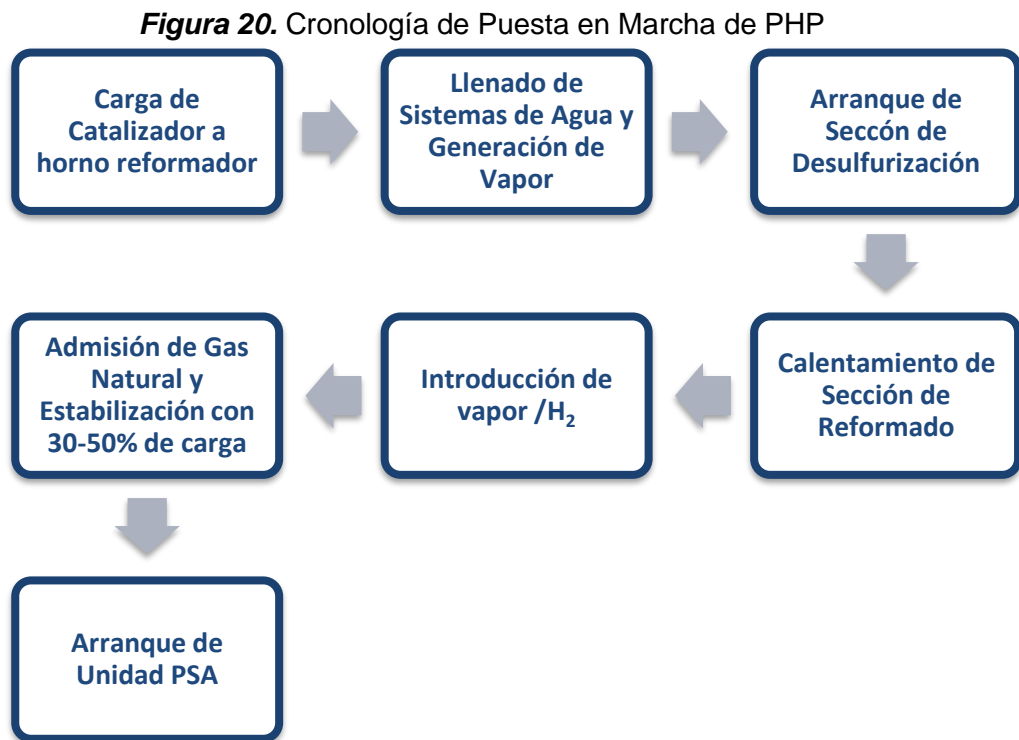 Figura 20. Cronología de Puesta en Marcha de PHP
Carga de
Catalizador a
horno reformador
Llenado de
Sistemas de Agua y
Generación de
Vapor
Arranque de
Seccón de
Desulfurización
Calentamiento de
Sección de
Reformado
Introducción de
vapor /H₂
Admisión de Gas
Natural y
Estabilización con
30-50% de carga
Arranque de
Unidad PSA